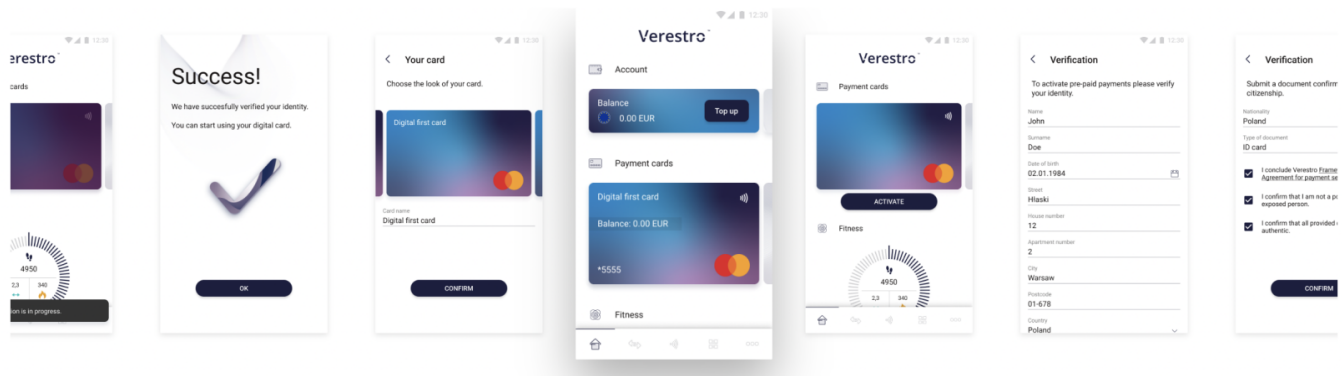 12:30
erestro
cards
4950
2,3
340
on is in progress.
Success!
We have succesfully verified your identity.
You can start using your digital card.
OK
12:30
Your card
Choose the look of your card.
Digital first card
Card name
Digital first card
CONFIRM
12:30
Verestro
Account
Balance
0.00 EUR
Top up
Payment cards
Digital first card
Balance: 0.00 EUR
*5555
Fitness
12:30
Verestro
Payment cards
ACTIVATE
Fitness
4950
2,3
340
12:30
Verification
To activate pre-paid payments please verify
your identity.
Name
John
Surname
Doe
Date of birth
02.01.1984
Street
Hlaski
House number
12
Apartment number
2
City
Warsaw
Postcode
01-678
Country
Poland
Verification
Submit a document confirm
citizenship.
Nationality
Poland
Type of document
ID card
I conclude Verestro Frame
Agreement for payment se
I confirm that I am not a po
exposed person.
I confirm that all provided
authentic.
CONFIRM